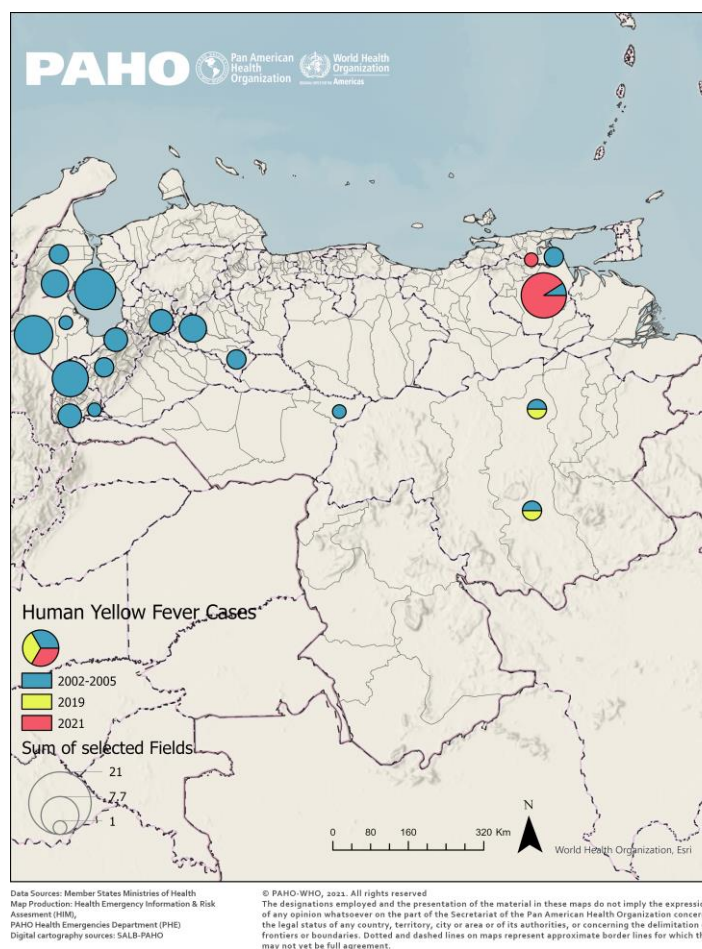 PAHO
Pan American
Health
Organization
World Health
Organization
Americas
Human Yellow Fever Cases
2002-2005
2019
2021
Sum of selected Fields
21
7,7
1
N
0 80 160 320 Km
World Health Organization, Esri
Data Sources: Member States Ministries of Health
Map Production: Health Emergency Information & Risk
Assesment (HIM),
PAHO Health Emergencies Department (PHE)
Digital cartography sources: SALB-PAHO
© PAHO-WHO, 2021. All rights reserved
The designations employed and the presentation of the material in these maps do not imply the expression
of any opinion whatsoever on the part of the Secretariat of the Pan American Health Organization concer
the legal status of any country, territory, city or area or of its authorities, or concerning the delimitation
frontiers or boundaries. Dotted and dashed lines on maps represent approximate border lines for which th
may not yet be full agreement.